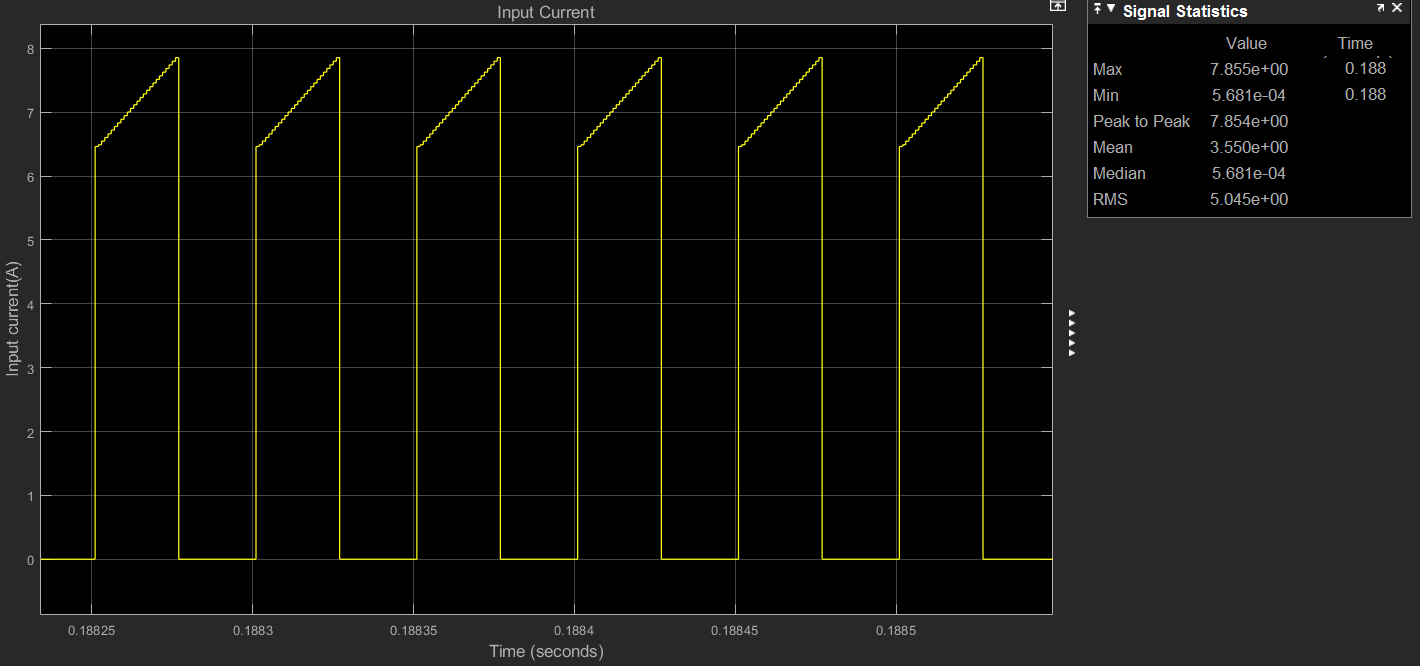 Input Current
8
7
6
5
4
3
2
1
0
Input current(A)
0.18825
0.1883
0.18835
0.1884
0.18845
0.1885
Time (seconds)
Signal Statistics
Value Time
Max 7.855e+00 0.188
Min 5.681e-04 0.188
Peak to Peak 7.854e+00
Mean 3.550e+00
Median 5.681e-04
RMS 5.045e+00